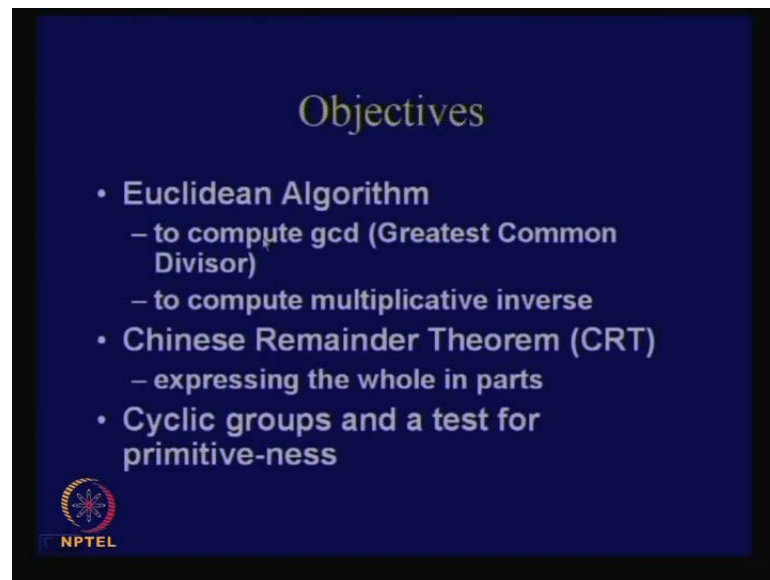 Objectives
• Euclidean Algorithm
– to compute gcd (Greatest Common
Divisor)
– to compute multiplicative inverse
• Chinese Remainder Theorem (CRT)
– expressing the whole in parts
• Cyclic groups and a test for
primitive-ness
NPTEL